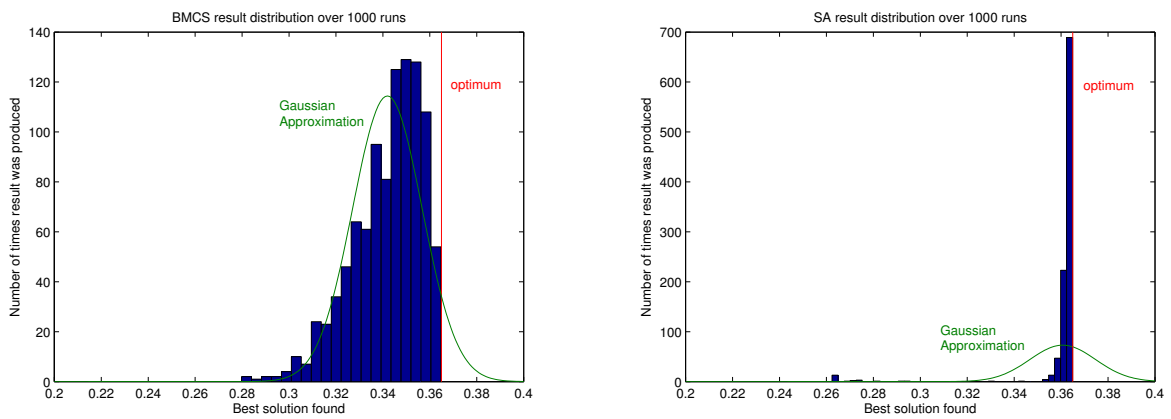 BMCS result distribution over 1000 runs
140
120
100
80
60
40
20
0
Number of times result was produced
Gaussian
Approximation
optimum
0.2 0.22 0.24 0.26 0.28 0.3 0.32 0.34 0.36 0.38 0.4
Best solution found
SA result distribution over 1000 runs
700
600
500
400
300
200
100
0
Number of times result was produced
optimum
Gaussian
Approximation
0.2 0.22 0.24 0.26 0.28 0.3 0.32 0.34 0.36 0.38 0.4
Best solution found